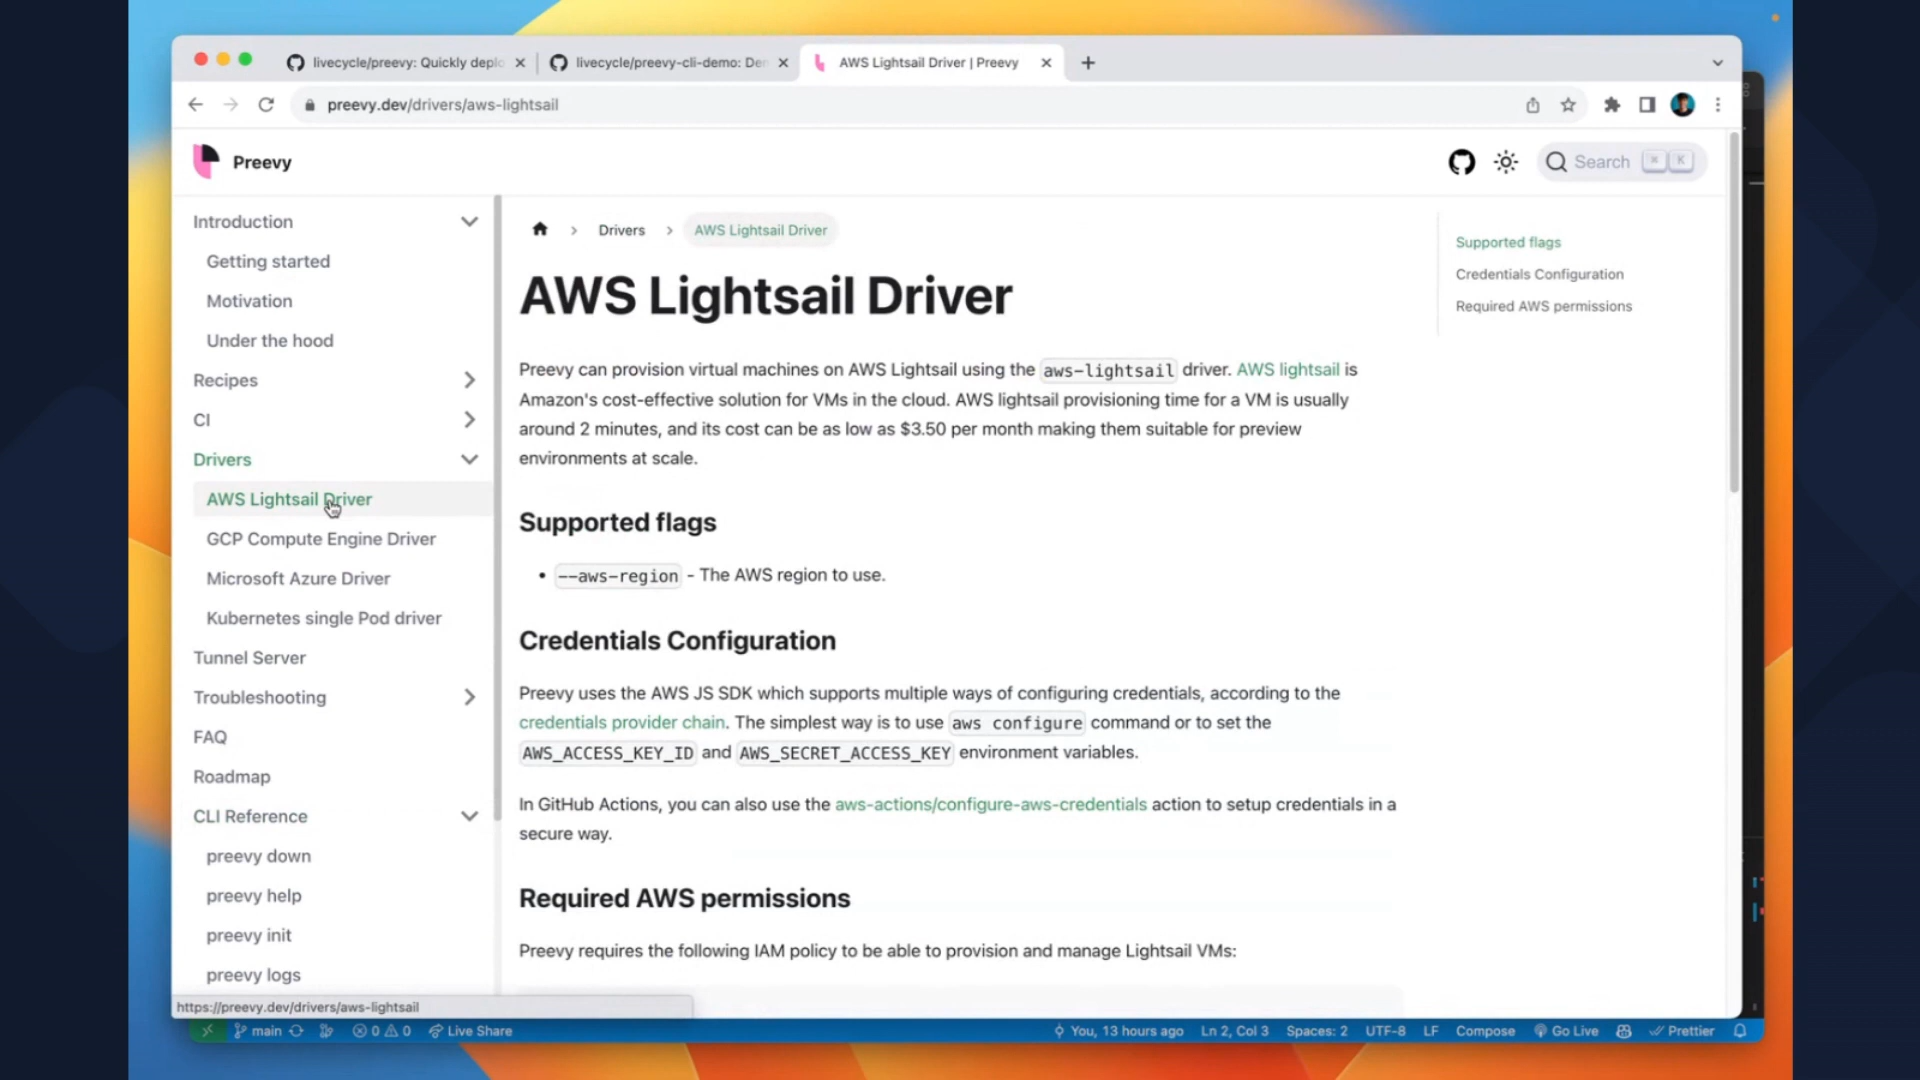 livecycle/preevy: Quickly deplo
livecycle/preevy-cli-demo: Den
AWS Lightsail Driver | Preevy
preevy.dev/drivers/aws-lightsail
Preevy
Search
K
Introduction
Getting started
Motivation
Under the hood
Recipes
CI
Drivers
AWS Lightsail Driver
GCP Compute Engine Driver
Microsoft Azure Driver
Kubernetes single Pod driver
Tunnel Server
Troubleshooting
FAQ
Roadmap
CLI Reference
preevy down
preevy help
preevy init
preevy logs
https://preevy.dev/drivers/aws-lightsail
Drivers
AWS Lightsail Driver
AWS Lightsail Driver
Preevy can provision virtual machines on AWS Lightsail using the aws-lightsail driver. AWS lightsail is
Amazon's cost-effective solution for VMs in the cloud. AWS lightsail provisioning time for a VM is usually
around 2 minutes, and its cost can be as low as $3.50 per month making them suitable for preview
environments at scale.
Supported flags
• --aws-region - The AWS region to use.
Credentials Configuration
Preevy uses the AWS JS SDK which supports multiple ways of configuring credentials, according to the
credentials provider chain. The simplest way is to use aws configure command or to set the
AWS_ACCESS_KEY_ID and AWS_SECRET_ACCESS_KEY environment variables.
In GitHub Actions, you can also use the aws-actions/configure-aws-credentials action to setup credentials in a
secure way.
Required AWS permissions
Preevy requires the following IAM policy to be able to provision and manage Lightsail VMs:
Supported flags
Credentials Configuration
Required AWS permissions
main 0 0 Live Share You, 13 hours ago Ln 2, Col 3 Spaces: 2 UTF-8 LF Compose Go Live Prettier